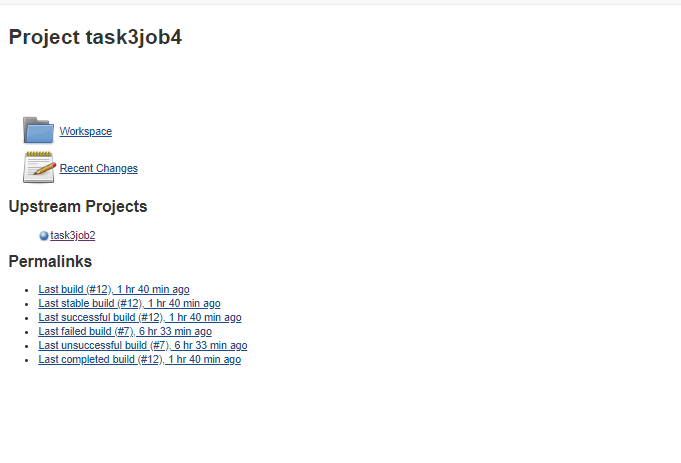 Project task3job4
Workspace
Recent Changes
Upstream Projects
task3job2
Permalinks
Last build (#12), 1 hr 40 min ago
Last stable build (#12), 1 hr 40 min ago
Last successful build (#12), 1 hr 40 min ago
Last failed build (#7), 6 hr 33 min ago
Last unsuccessful build (#7), 6 hr 33 min ago
Last completed build (#12), 1 hr 40 min ago